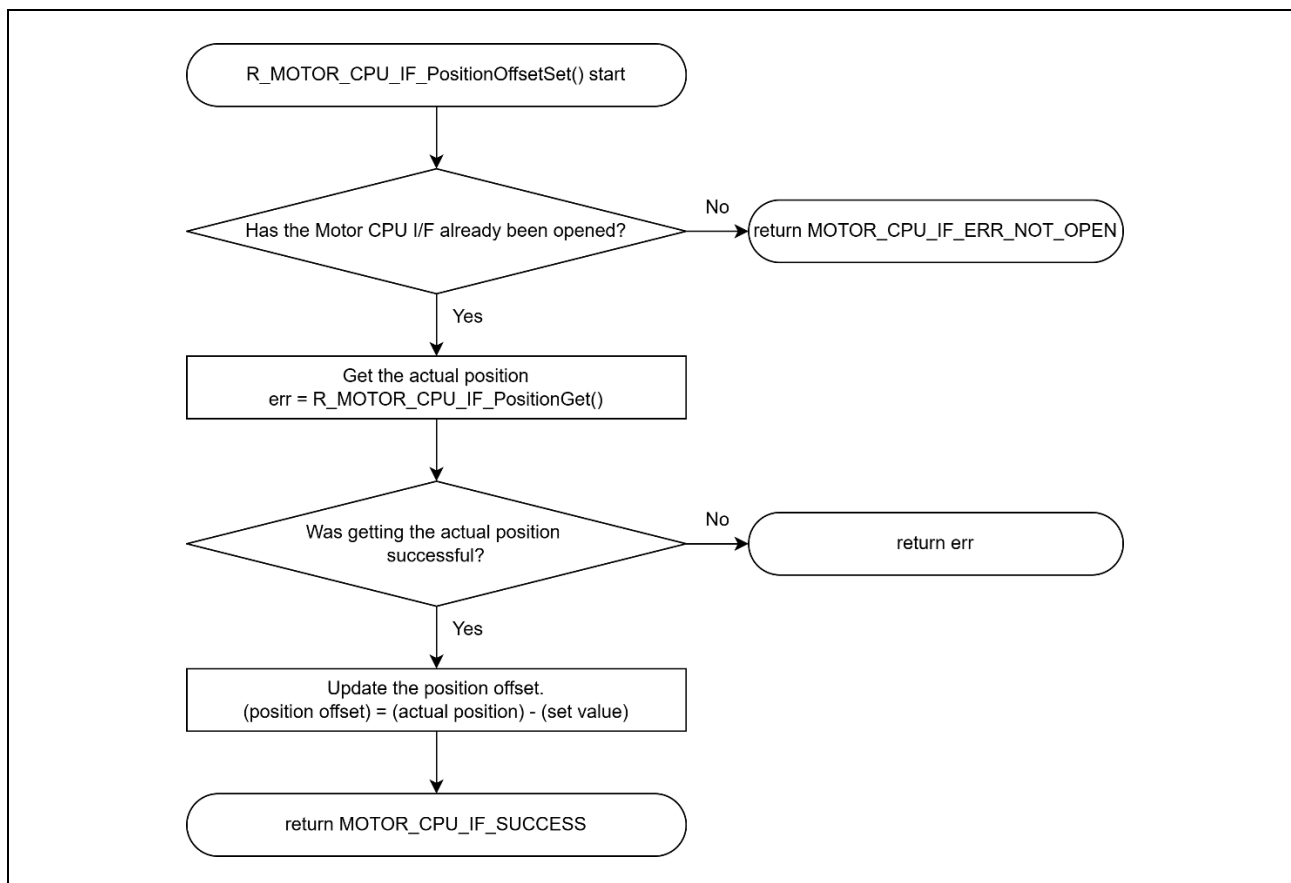 R_MOTOR_CPU_IF_PositionOffsetSet() start
Has the Motor CPU I/F already been opened?
No
return MOTOR_CPU_IF_ERR_NOT_OPEN
Yes
Get the actual position
err = R_MOTOR_CPU_IF_PositionGet()
Was getting the actual position
successful?
No
return err
Yes
Update the position offset.
(position offset) = (actual position) - (set value)
return MOTOR_CPU_IF_SUCCESS